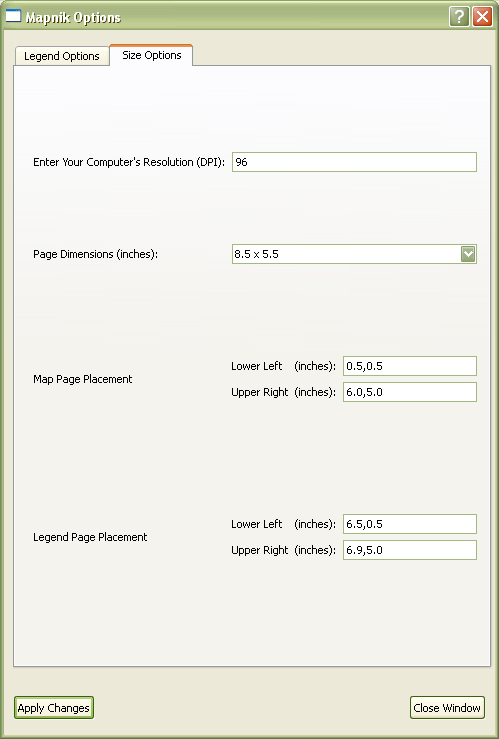 Mapnik Options
Legend Options Size Options
Enter Your Computer's Resolution (DPI): 96
Page Dimensions (inches): 8.5 x 5.5
Lower Left (inches): 0.5,0.5
Map Page Placement
Upper Right (inches): 6.0,5.0
Lower Left (inches): 6.5,0.5
Legend Page Placement
Upper Right (inches): 6.9,5.0
Apply Changes Close Window